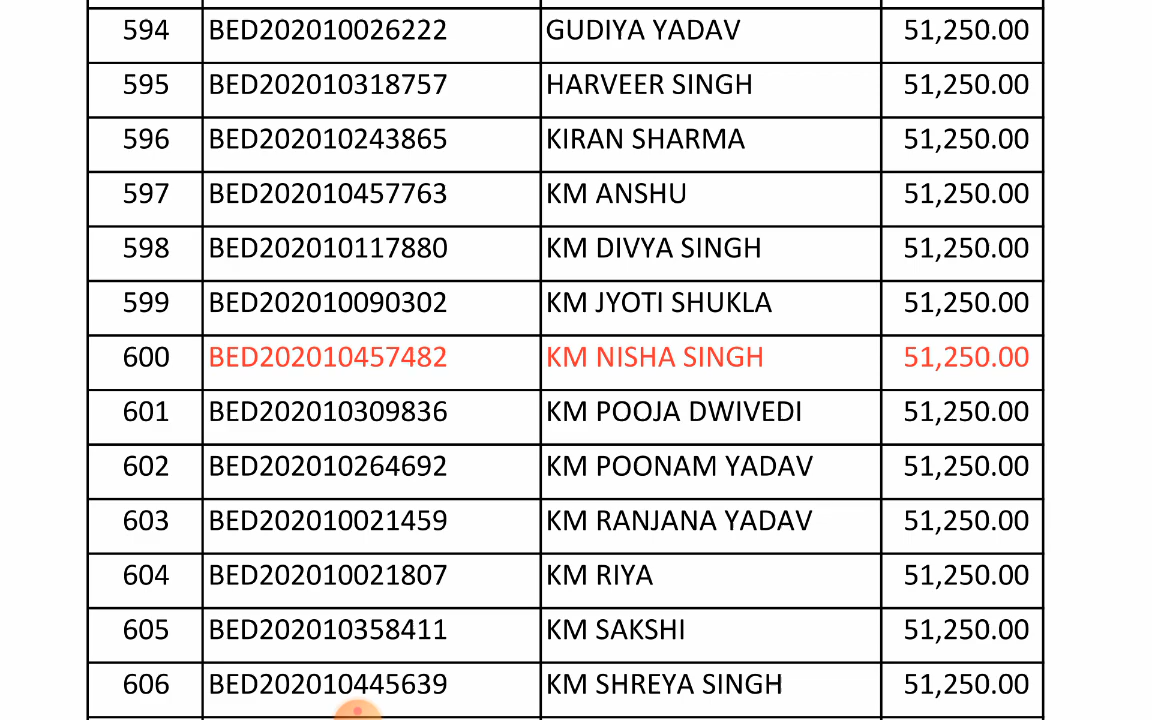 594 BED202010026222 GUDIYA YADAV 51,250.00
595 BED202010318757 HARVEER SINGH 51,250.00
596 BED202010243865 KIRAN SHARMA 51,250.00
597 BED202010457763 KM ANSHU 51,250.00
598 BED202010117880 KM DIVYA SINGH 51,250.00
599 BED202010090302 KM JYOTI SHUKLA 51,250.00
600 BED202010457482 KM NISHA SINGH 51,250.00
601 BED202010309836 KM POOJA DWIVEDI 51,250.00
602 BED202010264692 KM POONAM YADAV 51,250.00
603 BED202010021459 KM RANJANA YADAV 51,250.00
604 BED202010021807 KM RIYA 51,250.00
605 BED202010358411 KM SAKSHI 51,250.00
606 BED202010445639 KM SHREYA SINGH 51,250.00